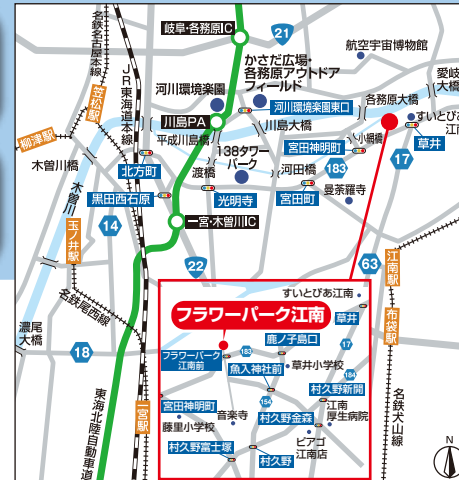 岐阜・各務原IC
21
名鉄名古屋本線
JR東海道本線
笠松駅
河川環境楽園
かさだ広場・
各務原アウトドア
フィールド
航空宇宙博物館
愛岐
大橋
各務原大橋
すいとぴあ江南
河川環境楽園東口
川島PA
平成川島橋
川島大橋
柳津駅
木曽川橋
138タワー
パーク
宮田神明町
小網橋
草井
17
北方町
渡橋
河田橋
183
曼荼羅寺
木曽川
黒田西石原
光明寺
宮田町
14
一宮・木曽川IC
玉ノ井駅
22
63
江南駅
名鉄尾西線
布袋駅
濃尾
大橋
18
一宮駅
東海北陸自動車道
名鉄犬山線
すいとぴあ江南
フラワーパーク江南
草井
鹿ノ子島口
17
フラワーパーク
江南前
183
魚入神社前
草井小学校
184
村久野新開
宮田神明町
藤里小学校
音楽寺
154
村久野金森
江南
厚生病院
ピアゴ
江南店
村久野富士塚
村久野
N